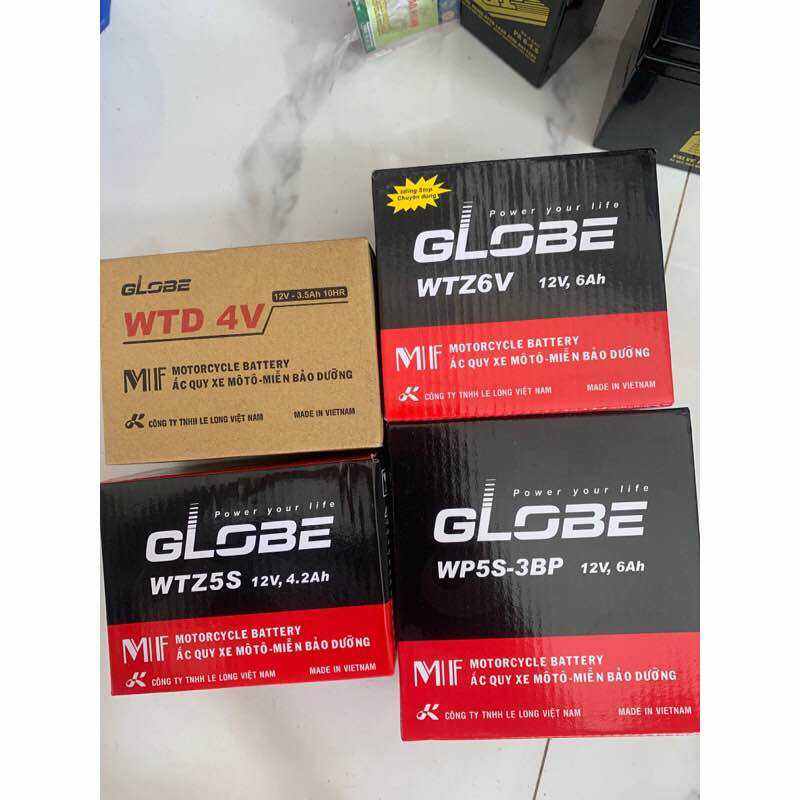 GLOBE
12V - 3.5Ah 10HR
WTD 4V
MF MOTORCYCLE BATTERY
ẮC QUY XE MÔTÔ-MIỄN BẢO DƯỠNG
CÔNG TY TNHH LE LONG VIỆT NAM MADE IN VIETNAM
Idling Stop
Chuyên dùng
Power your life
GLOBE
WTZ6V 12V, 6Ah
MF MOTORCYCLE BATTERY
ẮC QUY XE MÔTÔ-MIỄN BẢO DƯỠNG
CÔNG TY TNHH LE LONG VIỆT NAM MADE IN VIETNAM
Power your life
GLOBE
WTZ5S 12V, 4.2Ah
MF MOTORCYCLE BATTERY
ẮC QUY XE MÔTÔ-MIỄN BẢO DƯỠNG
CÔNG TY TNHH LE LONG VIỆT NAM MADE IN VIETNAM
Power your life
GLOBE
WP5S-3BP 12V, 6Ah
MF MOTORCYCLE BATTERY
ẮC QUY XE MÔTÔ-MIỄN BẢO DƯỠNG
CÔNG TY TNHH LE LONG VIỆT NAM MADE IN VIETNAM